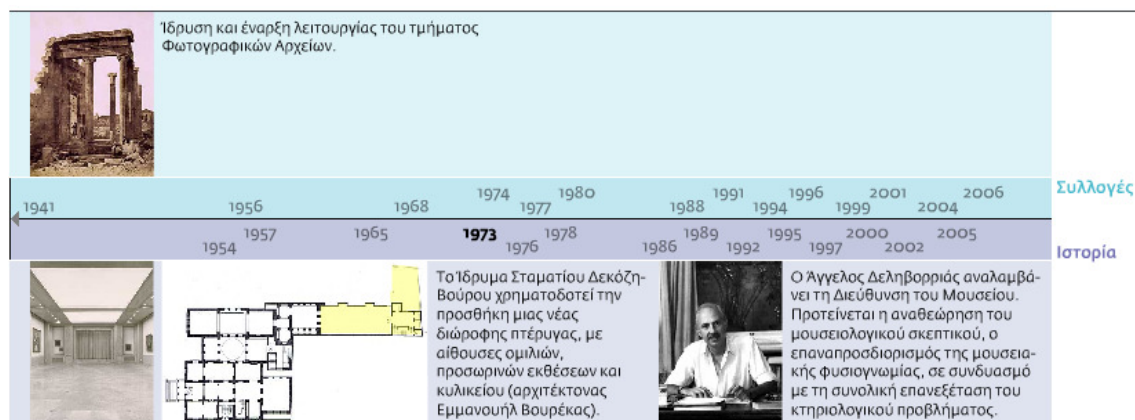 Ίδρυση και έναρξη λειτουργίας του τμήματος
Φωτογραφικών Αρχείων.
1941
1956
1968
1974
1977
1980
1988
1991
1994
1996
1999
2001
2004
2006
Συλλογές
1954
1957
1965
1973
1976
1978
1986
1989
1992
1995
1997
2000
2002
2005
Ιστορία
Το Ίδρυμα Σταματίου Δεκόζη-
Βούρου χρηματοδοτεί την
προσθήκη μιας νέας
διώροφης πτέρυγας, με
αίθουσες ομιλιών,
προσωρινών εκθέσεων και
κυλικείου (αρχιτέκτονας
Εμμανουήλ Βουρέκας).
Ο Άγγελος Δεληβορριάς αναλαμβά-
νει τη Διεύθυνση του Μουσείου.
Προτείνεται η αναθεώρηση του
μουσειολογικού σκεπτικού, ο
επαναπροσδιορισμός της μουσεια-
κής φυσιογνωμίας, σε συνδυασμό
με τη συνολική επανεξέταση του
κτηριολογικού προβλήματος.